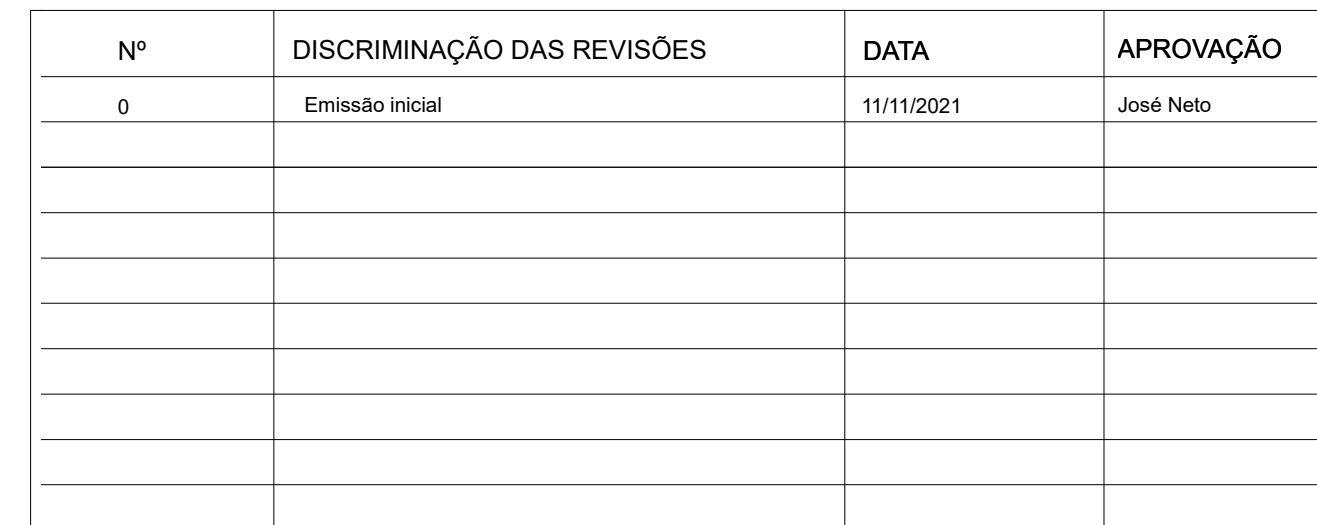 Nº DISCRIMINAÇÃO DAS REVISÕES DATA APROVAÇÃO
0 Emissão inicial 11/11/2021 José Neto